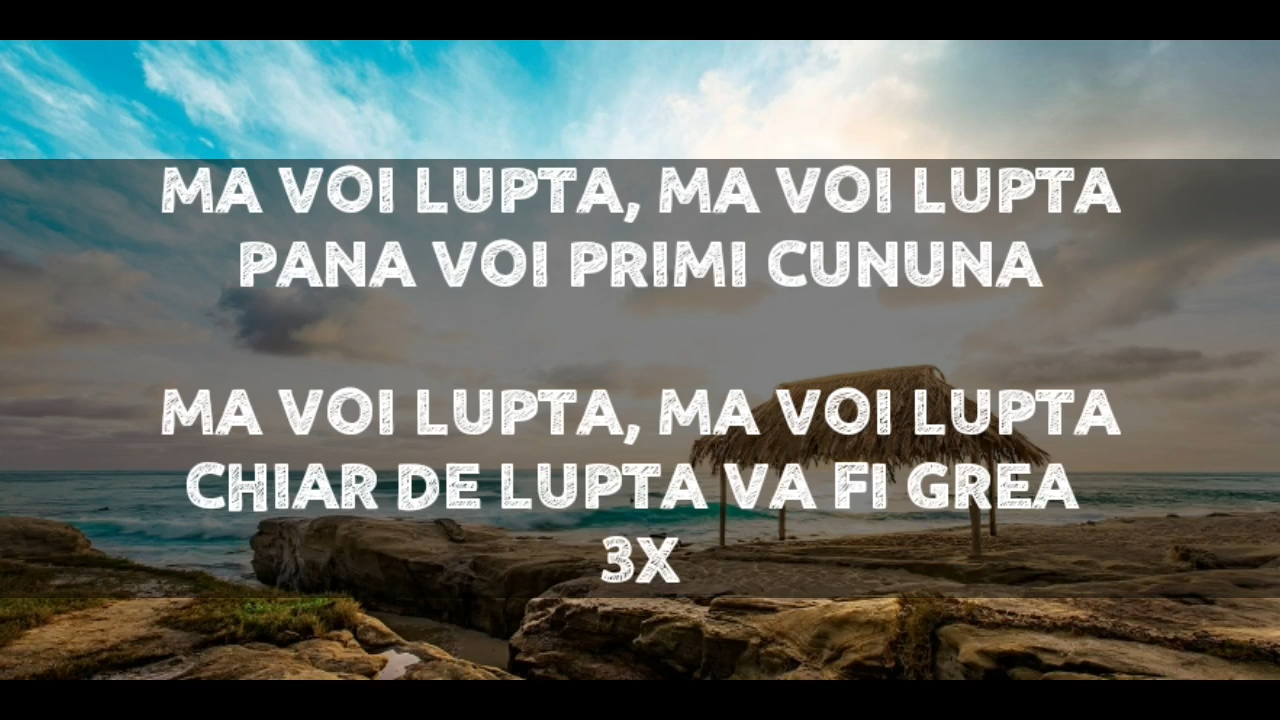 MA VOI LUPTA, MA VOI LUPTA
PANA VOI PRIMI CUNUNA
MA VOI LUPTA, MA VOI LUPTA
CHIAR DE LUPTA VA FI GREA
3X